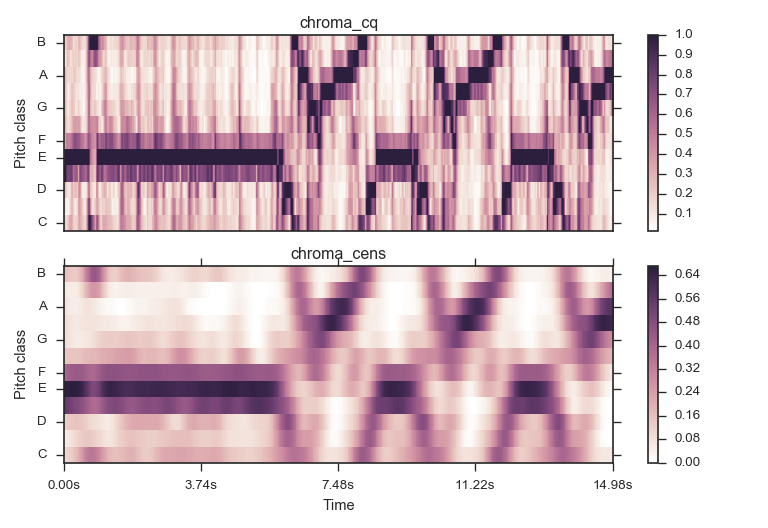 chroma_cq
Pitch class
B
A
G
F
E
D
C
1.0
0.9
0.8
0.7
0.6
0.5
0.4
0.3
0.2
0.1
chroma_cens
Pitch class
B
A
G
F
E
D
C
0.64
0.56
0.48
0.40
0.32
0.24
0.16
0.08
0.00
0.00s 3.74s 7.48s 11.22s 14.98s
Time